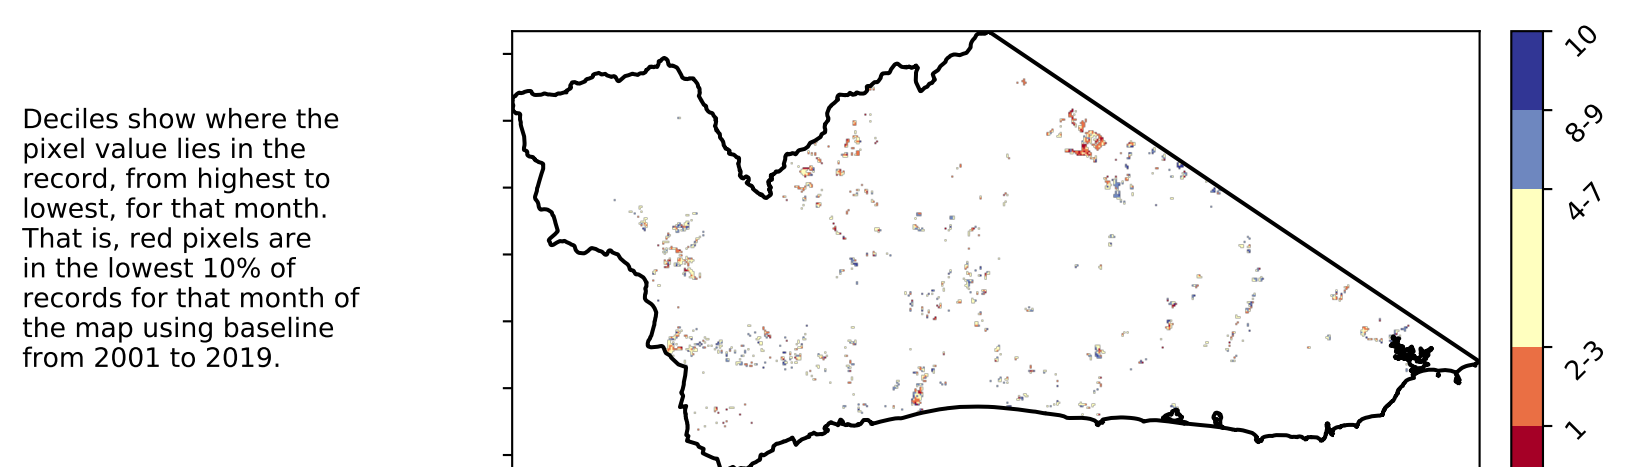 Deciles show where the
pixel value lies in the
record, from highest to
lowest, for that month.
That is, red pixels are
in the lowest 10% of
records for that month of
the map using baseline
from 2001 to 2019.
10
8-9
4-7
2-3
1